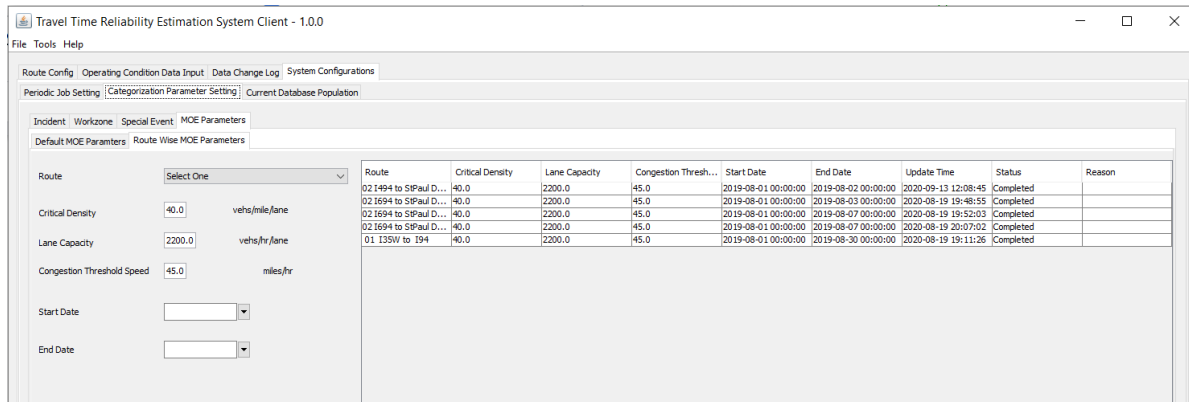 Travel Time Reliability Estimation System Client - 1.0.0
File Tools Help
Route Config Operating Condition Data Input Data Change Log System Configurations
Periodic Job Setting Categorization Parameter Setting Current Database Population
Incident Workzone Special Event MOE Parameters
Default MOE Paramters Route Wise MOE Parameters
Route Select One
Critical Density 40.0 vehs/mile/lane
Lane Capacity 2200.0 vehs/hr/lane
Congestion Threshold Speed 45.0 miles/hr
Start Date
End Date
Route Critical Density Lane Capacity Congestion Thresh... Start Date End Date Update Time Status Reason
02 I494 to StPaul D... 40.0 2200.0 45.0 2019-08-01 00:00:00 2019-08-02 00:00:00 2020-09-13 12:08:45 Completed
02 I694 to StPaul D... 40.0 2200.0 45.0 2019-08-01 00:00:00 2019-08-03 00:00:00 2020-08-19 19:48:55 Completed
02 I694 to StPaul D... 40.0 2200.0 45.0 2019-08-01 00:00:00 2019-08-07 00:00:00 2020-08-19 19:52:03 Completed
02 I694 to StPaul D... 40.0 2200.0 45.0 2019-08-01 00:00:00 2019-08-07 00:00:00 2020-08-19 20:07:02 Completed
01 I35W to I94 40.0 2200.0 45.0 2019-08-01 00:00:00 2019-08-30 00:00:00 2020-08-19 19:11:26 Completed